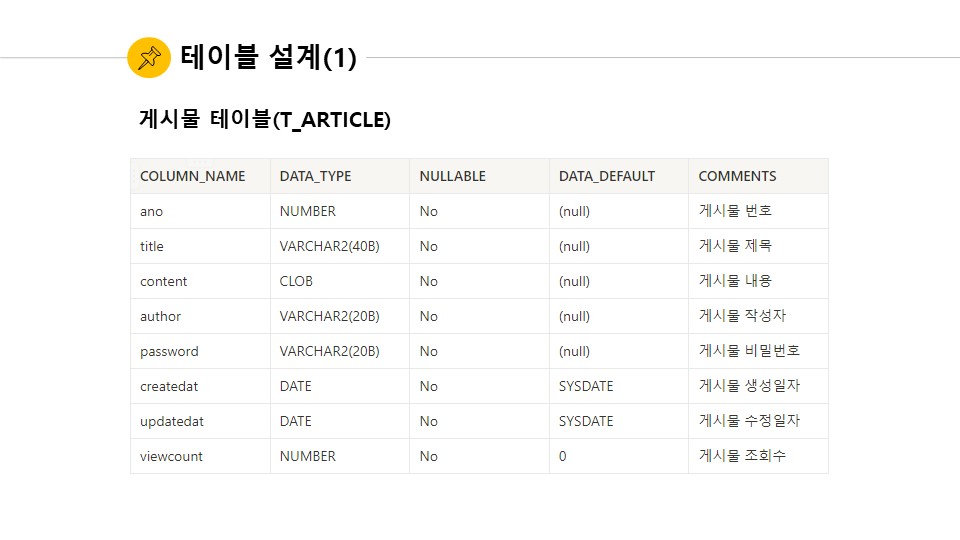 테이블 설계(1)
게시물 테이블(T_ARTICLE)
COLUMN_NAME DATA_TYPE NULLABLE DATA_DEFAULT COMMENTS
ano NUMBER No (null) 게시물 번호
title VARCHAR2(40B) No (null) 게시물 제목
content CLOB No (null) 게시물 내용
author VARCHAR2(20B) No (null) 게시물 작성자
password VARCHAR2(20B) No (null) 게시물 비밀번호
createdat DATE No SYSDATE 게시물 생성일자
updatedat DATE No SYSDATE 게시물 수정일자
viewcount NUMBER No 0 게시물 조회수